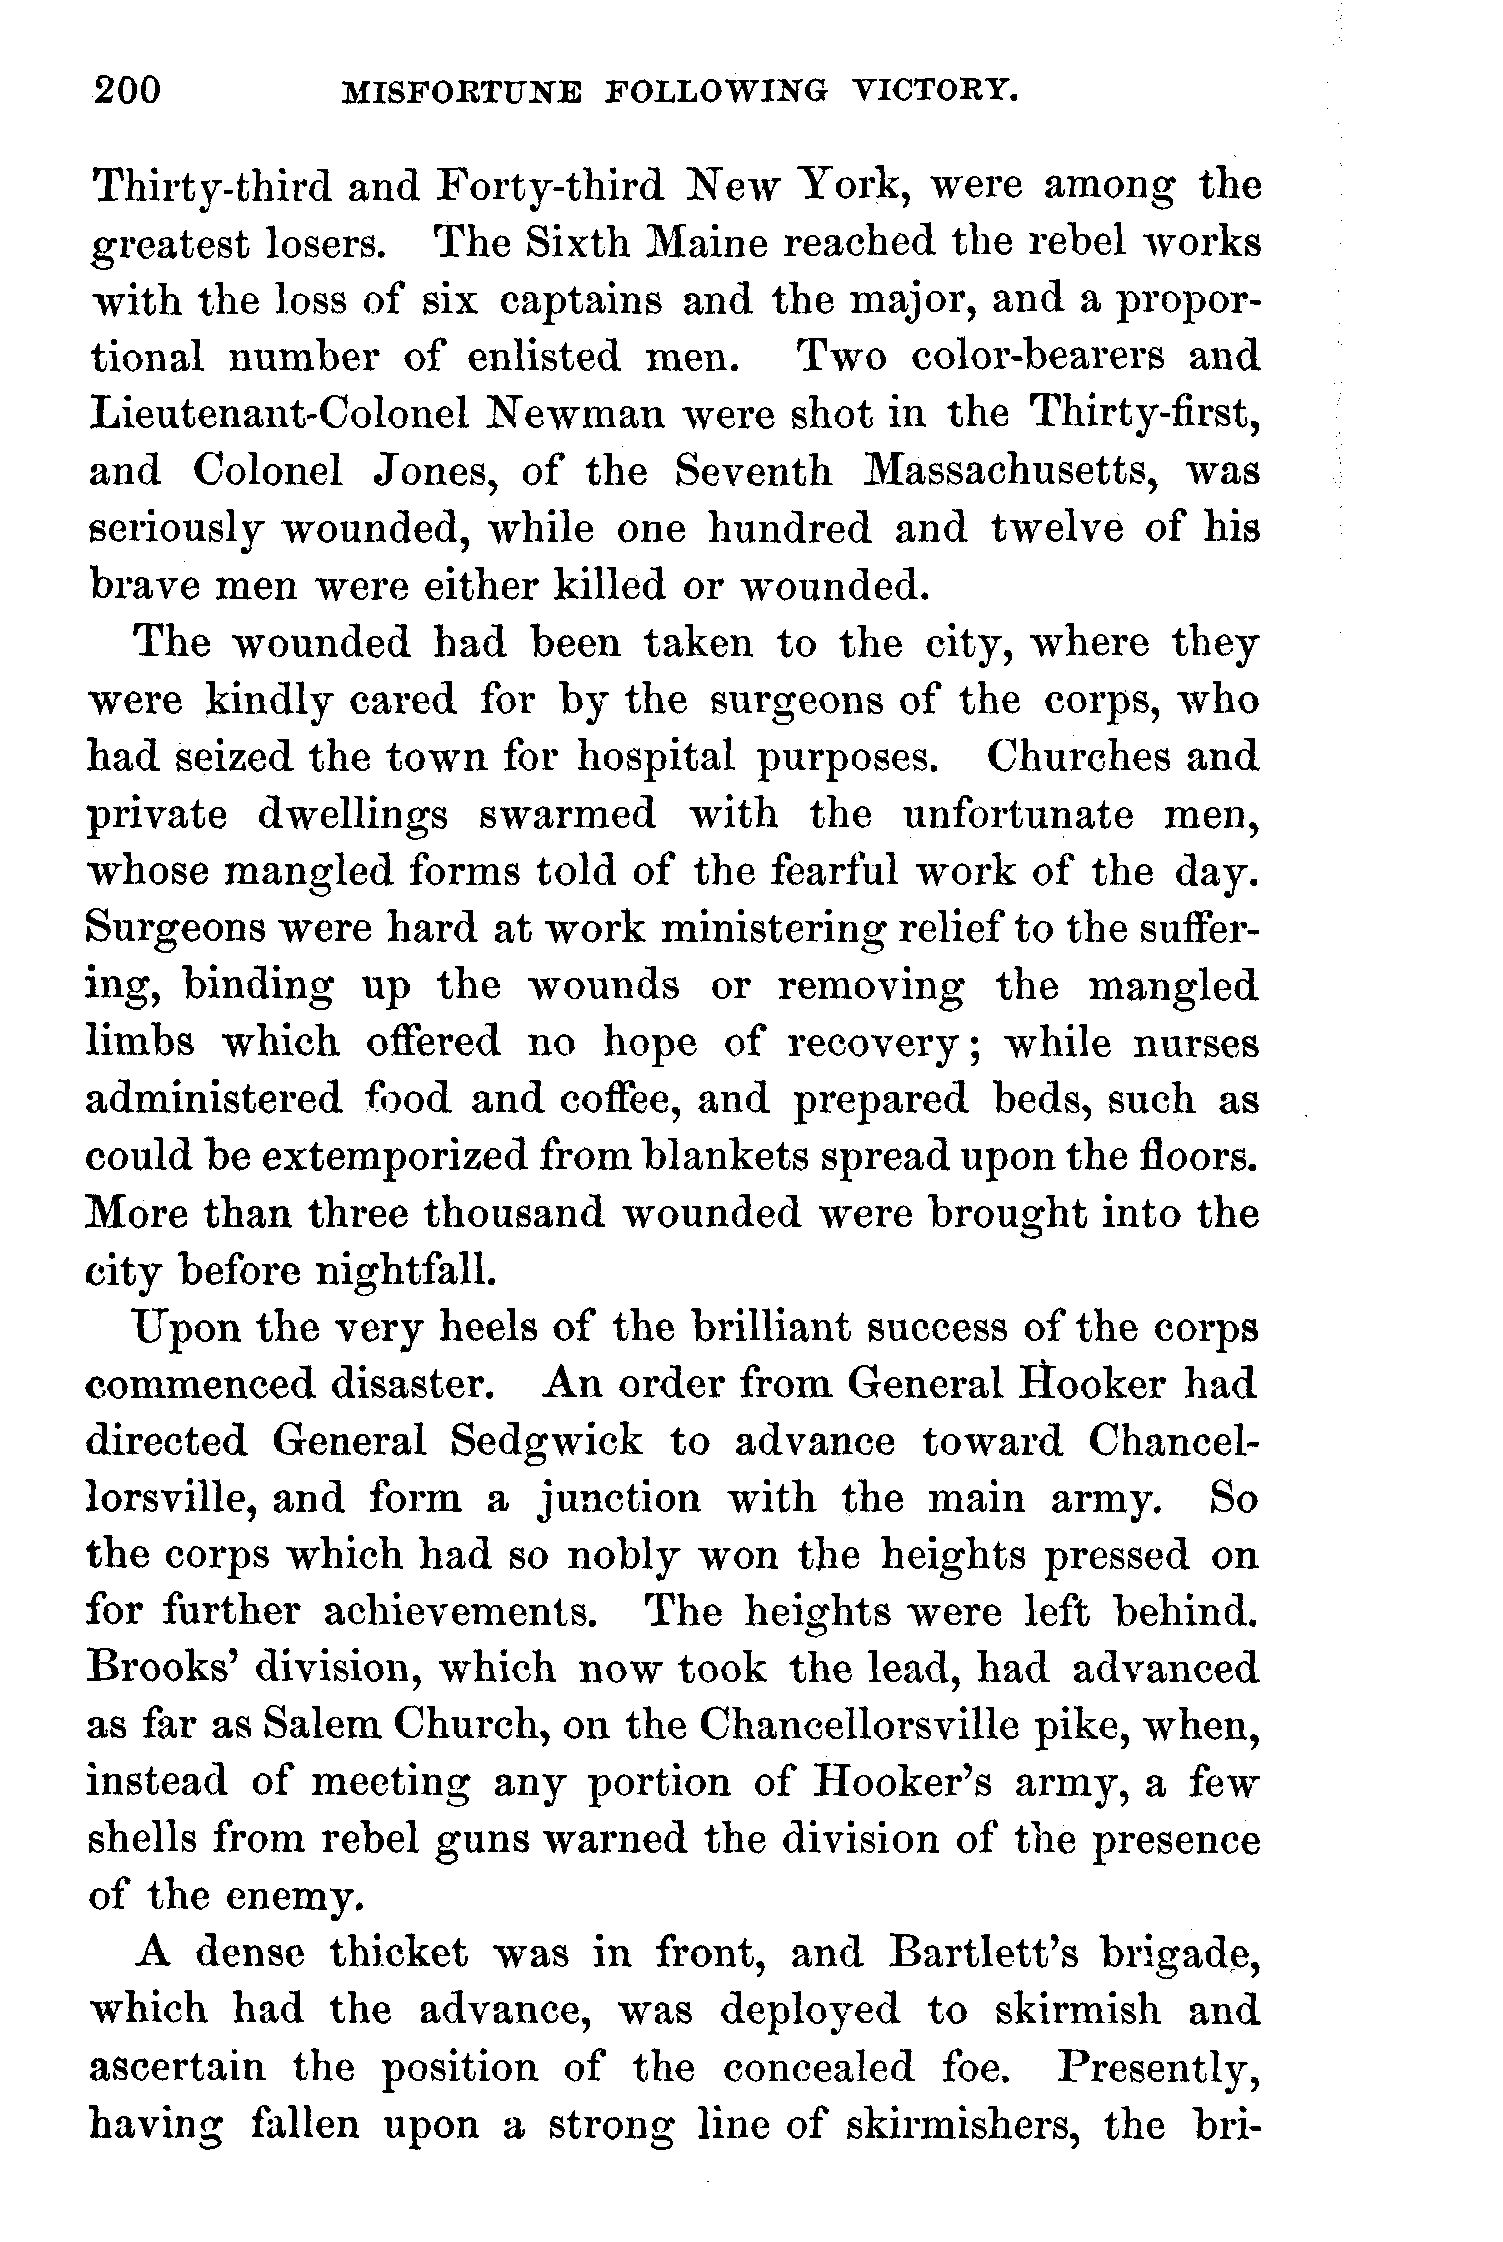 200 MISFORTUNE FOLLOWING VICTORY.
Thirty-third and Forty-third New York, were among the
greatest losers. The Sixth Maine reached the rebel works
with the loss of six captains and the major, and a propor-
tional number of enlisted men. Two color-bearers and
Lieutenant-Colonel Newman were shot in the Thirty-first,
and Colonel Jones, of the Seventh Massachusetts, was
seriously wounded, while one hundred and twelve of his
brave men were either killed or wounded.
The wounded had been taken to the city, where they
were kindly cared for by the surgeons of the corps, who
had seized the town for hospital purposes. Churches and
private dwellings swarmed with the unfortunate men,
whose mangled forms told of the fearful work of the day.
Surgeons were hard at work ministering relief to the suffer-
ing, binding up the wounds or removing the mangled
limbs which offered no hope of recovery; while nurses
administered food and coffee, and prepared beds, such as
could be extemporized from blankets spread upon the floors.
More than three thousand wounded were brought into the
city before nightfall.
Upon the very heels of the brilliant success of the corps
commenced disaster. An order from General Hooker had
directed General Sedgwick to advance toward Chancel-
lorsville, and form a junction with the main army. So
the corps which had so nobly won the heights pressed on
for further achievements. The heights were left behind.
Brooks' division, which now took the lead, had advanced
as far as Salem Church, on the Chancellorsville pike, when,
instead of meeting any portion of Hooker's army, a few
shells from rebel guns warned the division of the presence
of the enemy.
A dense thicket was in front, and Bartlett's brigade,
which had the advance, was deployed to skirmish and
ascertain the position of the concealed foe. Presently,
having fallen upon a strong line of skirmishers, the bri-